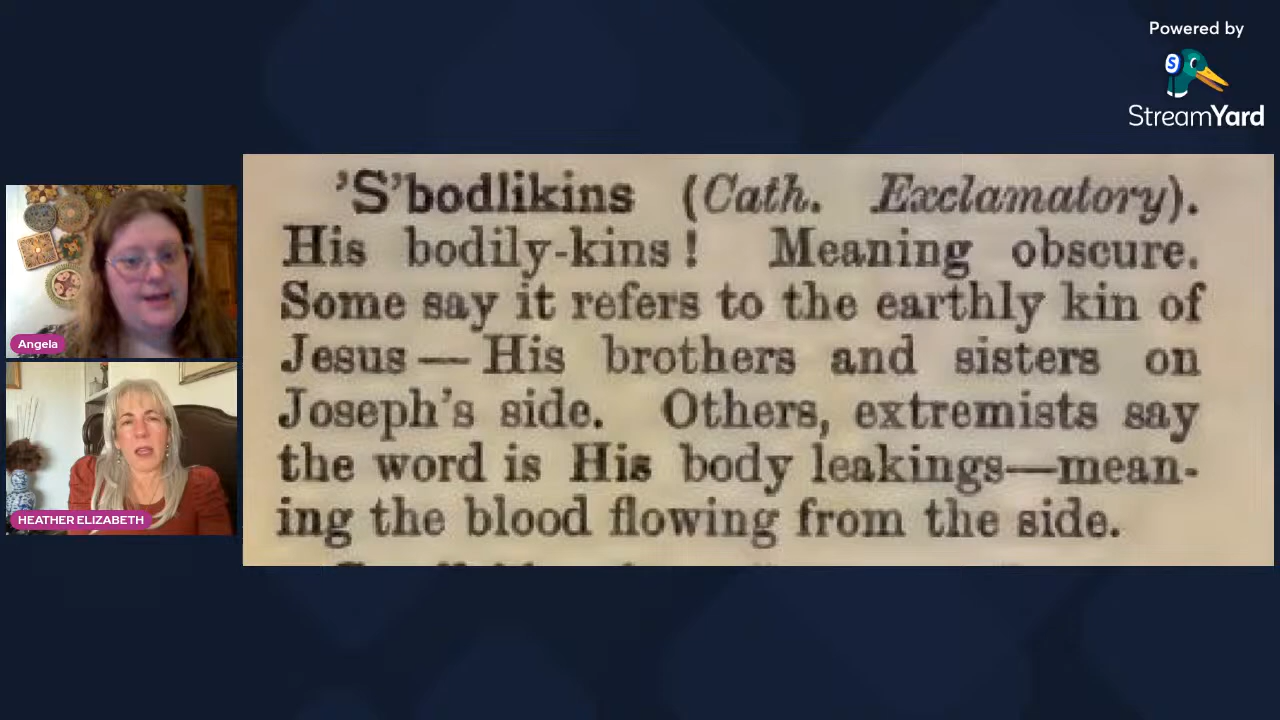 Powered by
StreamYard
'S'bodlikins (Cath. Exclamatory).
His bodily-kins! Meaning obscure.
Some say it refers to the earthly kin of
Jesus — His brothers and sisters on
Joseph's side. Others, extremists say
the word is His body leakings—mean-
ing the blood flowing from the side.
Angela
HEATHER ELIZABETH